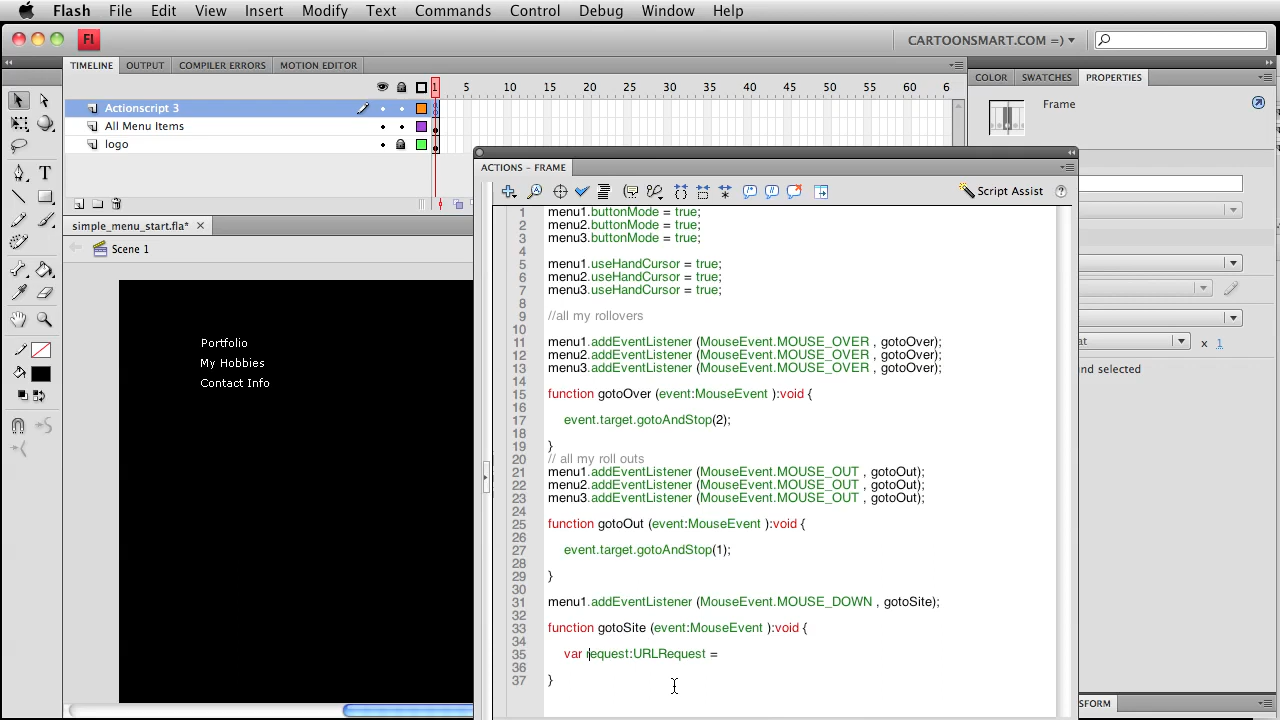 Flash File Edit View Insert Modify Text Commands Control Debug Window Help
Fl CARTOONSMART.COM =)
TIMELINE OUTPUT COMPILER ERRORS MOTION EDITOR
COLOR SWATCHES PROPERTIES
1 5 10 15 20 25 30 35 40 45 50 55 60 6
Actionscript 3
All Menu Items
logo
Frame
ACTIONS – FRAME
Script Assist
simple_menu_start.fla*
Scene 1
Portfolio
My Hobbies
Contact Info
1 menu1.buttonMode = true;
2 menu2.buttonMode = true;
3 menu3.buttonMode = true;
4
5 menu1.useHandCursor = true;
6 menu2.useHandCursor = true;
7 menu3.useHandCursor = true;
8
9 //all my rollovers
10
11 menu1.addEventListener (MouseEvent.MOUSE_OVER , gotoOver);
12 menu2.addEventListener (MouseEvent.MOUSE_OVER , gotoOver);
13 menu3.addEventListener (MouseEvent.MOUSE_OVER , gotoOver);
14
15 function gotoOver (event:MouseEvent ):void {
16
17 event.target.gotoAndStop(2);
18
19 }
20 // all my roll outs
21 menu1.addEventListener (MouseEvent.MOUSE_OUT , gotoOut);
22 menu2.addEventListener (MouseEvent.MOUSE_OUT , gotoOut);
23 menu3.addEventListener (MouseEvent.MOUSE_OUT , gotoOut);
24
25 function gotoOut (event:MouseEvent ):void {
26
27 event.target.gotoAndStop(1);
28
29 }
30
31 menu1.addEventListener (MouseEvent.MOUSE_DOWN , gotoSite);
32
33 function gotoSite (event:MouseEvent ):void {
34
35 var request:URLRequest =
36
37 }
at x 1
nd selected
SFORM